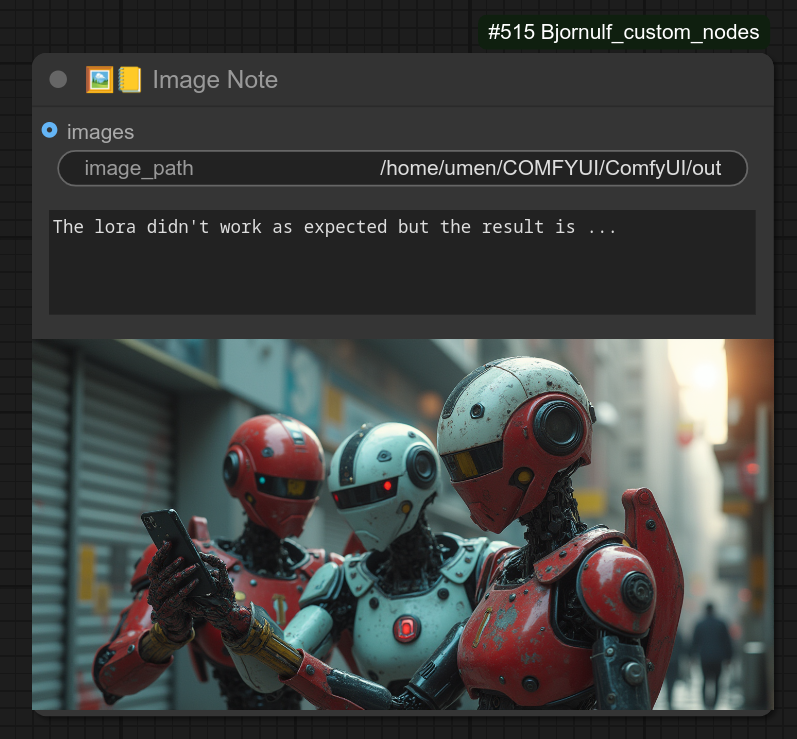 #515 Bjornulf_custom_nodes
Image Note
images
image_path /home/umen/COMFYUI/ComfyUI/out
The lora didn't work as expected but the result is ...